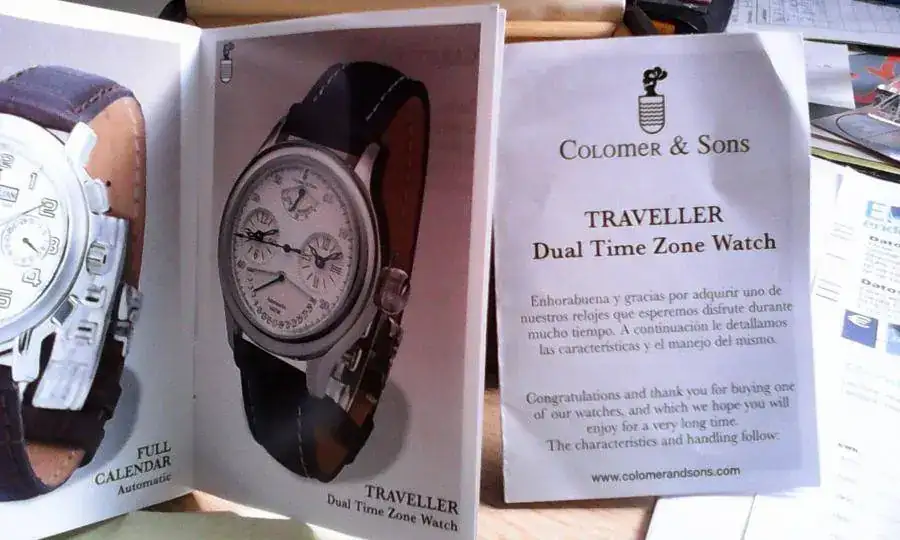 FULL
CALENDAR
Automatic
TRAVELLER
Dual Time Zone Watch
COLOMER & SONS
TRAVELLER
Dual Time Zone Watch
Enhorabuena y gracias por adquirir uno de
nuestros relojes que esperemos disfrute durante
mucho tiempo. A continuación le detallamos
las características y el manejo del mismo.
Congratulations and thank you for buying one
of our watches, and which we hope you will
enjoy for a very long time.
The characteristics and handling follow:
www.colomerandsons.com